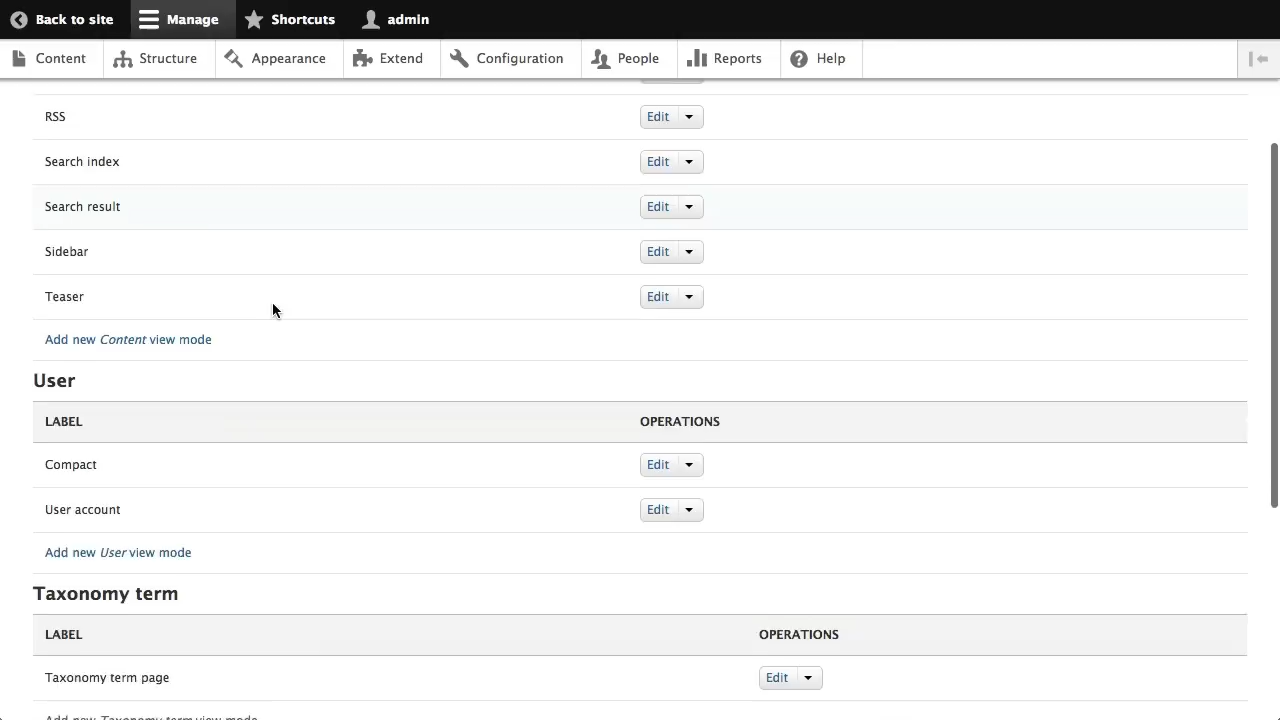 Back to site Manage Shortcuts admin
Content Structure Appearance Extend Configuration People Reports Help
RSS Edit
Search index Edit
Search result Edit
Sidebar Edit
Teaser Edit
Add new Content view mode
User
LABEL OPERATIONS
Compact Edit
User account Edit
Add new User view mode
Taxonomy term
LABEL OPERATIONS
Taxonomy term page Edit
Add new Taxonomy term view mode